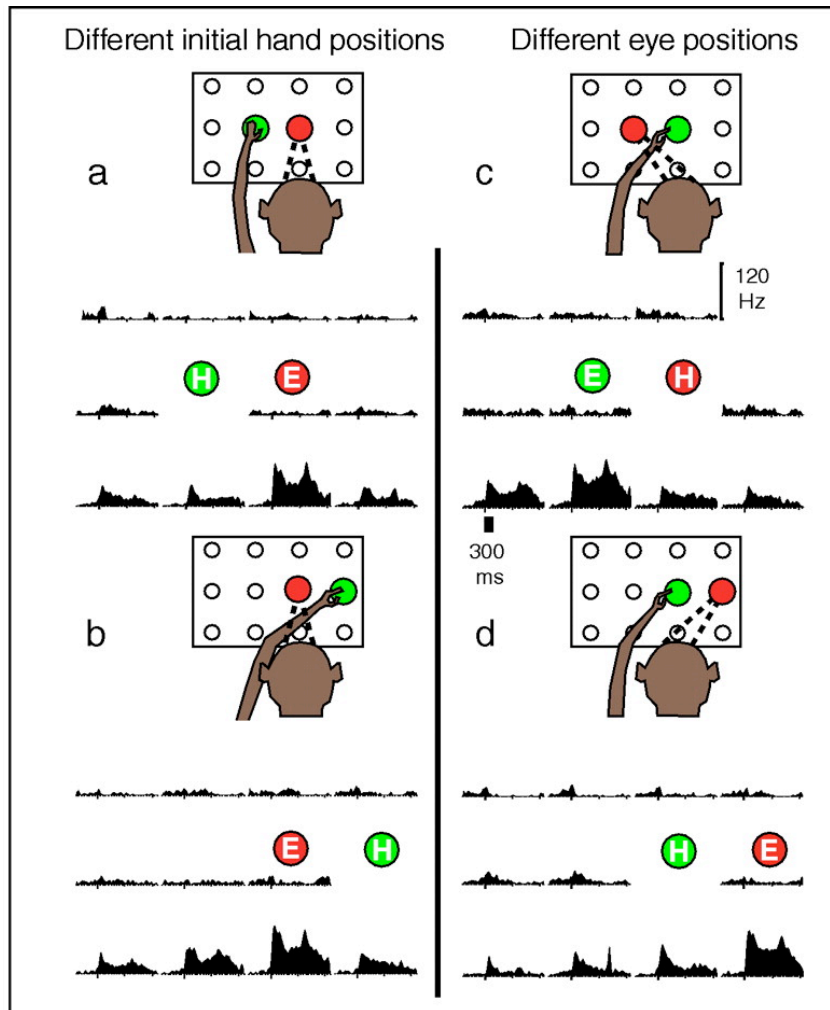 Different initial hand positions
Different eye positions
a
c
120
Hz
H
E
E
H
300
ms
b
d
E
H
H
E